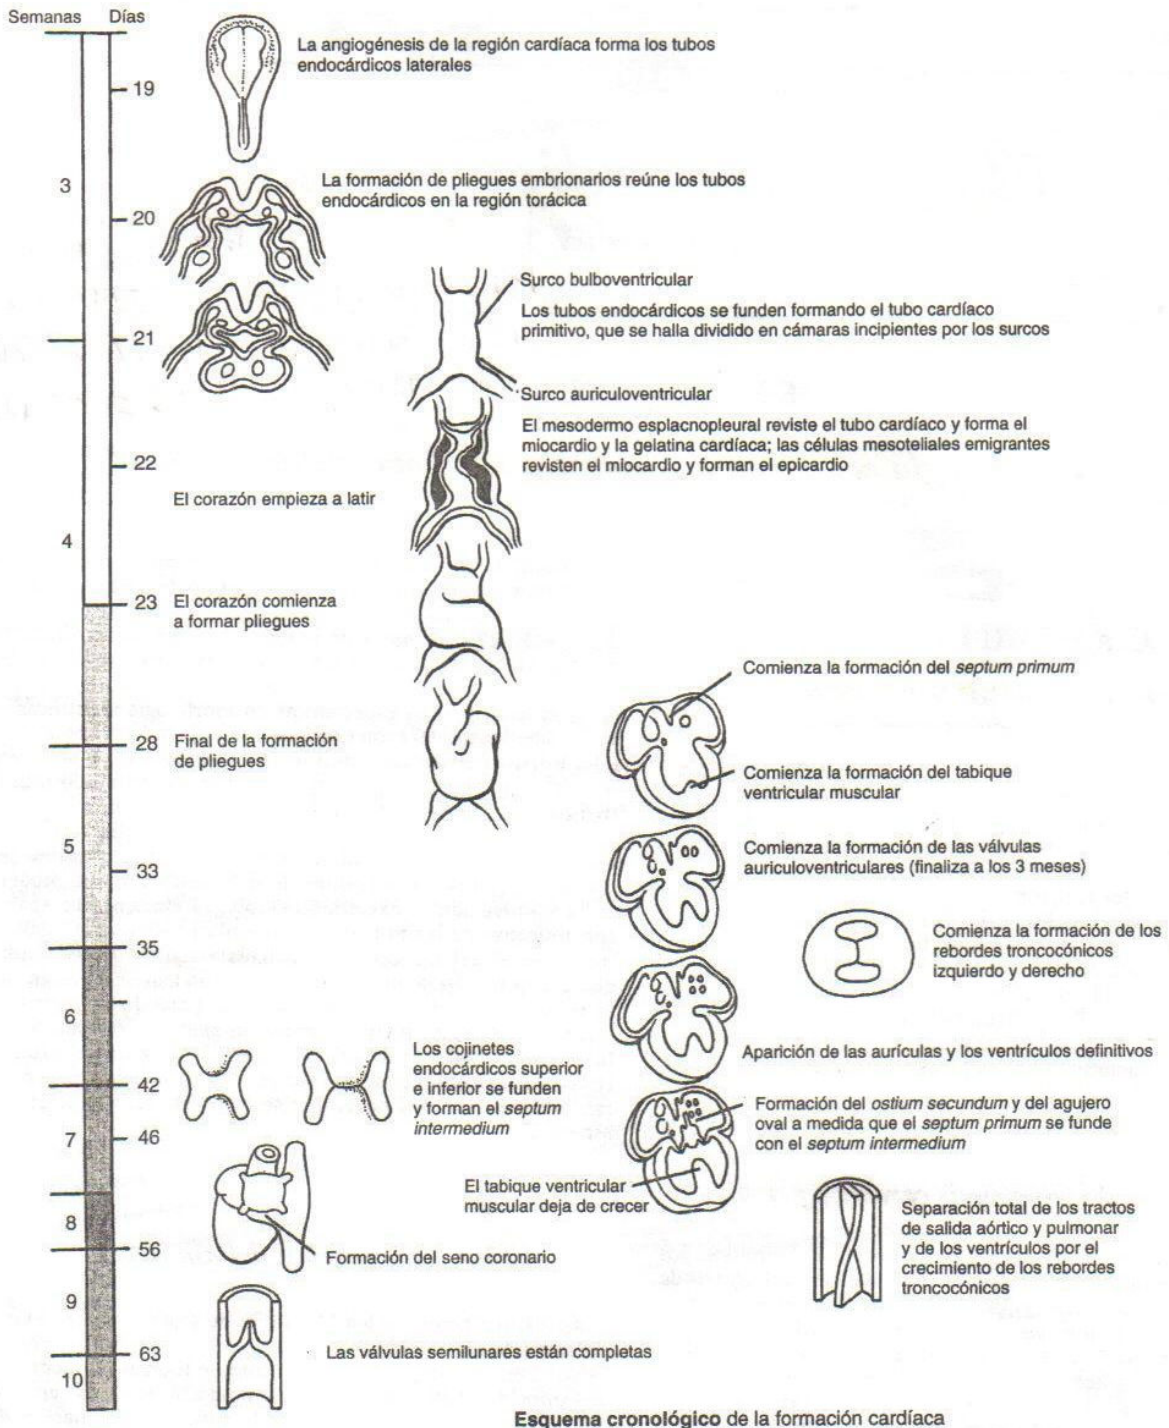 Semanas Días
La angiogénesis de la región cardíaca forma los tubos
endocárdicos laterales
19
3
La formación de pliegues embrionarios reúne los tubos
endocárdicos en la región torácica
20
Surco bulboventricular
Los tubos endocárdicos se funden formando el tubo cardíaco
primitivo, que se halla dividido en cámaras incipientes por los surcos
21
Surco auriculoventricular
El mesodermo esplacnopleural reviste el tubo cardíaco y forma el
miocardio y la gelatina cardíaca; las células mesoteliales emigrantes
revisten el miocardio y forman el epicardio
22
El corazón empieza a latir
4
23
El corazón comienza
a formar pliegues
Comienza la formación del septum primum
28
Final de la formación
de pliegues
Comienza la formación del tabique
ventricular muscular
5
Comienza la formación de las válvulas
auriculoventriculares (finaliza a los 3 meses)
33
Comienza la formación de los
rebordes troncocónicos
izquierdo y derecho
35
6
Los cojinetes
endocárdicos superior
e inferior se funden
y forman el septum
intermedium
Aparición de las aurículas y los ventrículos definitivos
42
Formación del ostium secundum y del agujero
oval a medida que el septum primum se funde
con el septum intermedium
7
46
El tabique ventricular
muscular deja de crecer
Separación total de los tractos
de salida aórtico y pulmonar
y de los ventrículos por el
crecimiento de los rebordes
troncocónicos
8
56
Formación del seno coronario
9
63
Las válvulas semilunares están completas
10
Esquema cronológico de la formación cardíaca